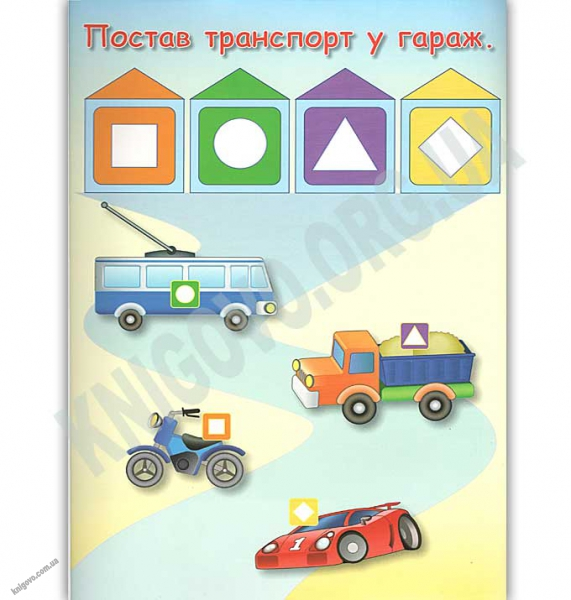 Постав транспорт у гараж.
KNIGOVO.ORG.UA
1
knigovo.com.ua